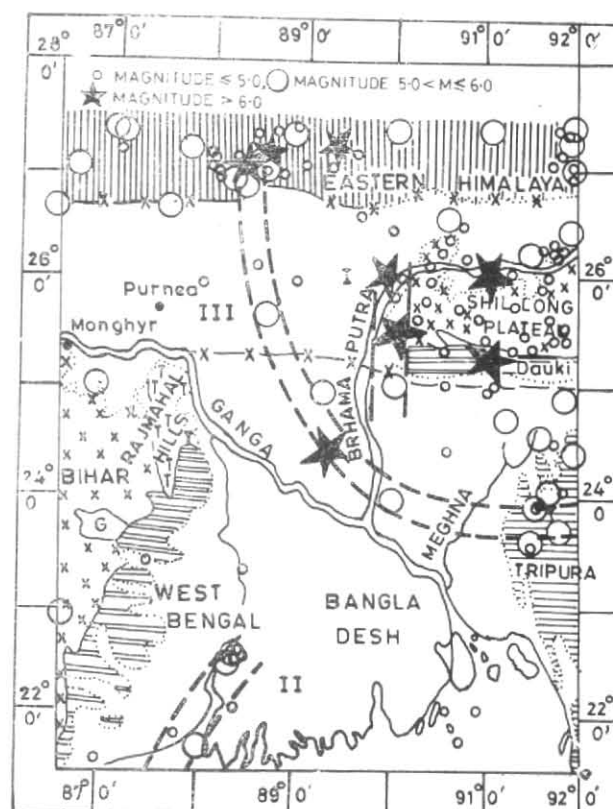 87°0' 89°0' 91°0' 92°0'
28°0'
○ MAGNITUDE ≤ 5·0, ○ MAGNITUDE 5·0 < M ≤ 6·0
★ MAGNITUDE > 6·0
EASTERN HIMALAYA
26°0' 26°0'
Purnea
III
SHILLONG
PLATEAU
Monghyr
BRHAMA PUTRA
Dauki
RAJMAHAL
HILLS
GANGA
BIHAR
24°0' 24°0'
G
MEGHNA
TRIPURA
WEST
BENGAL
BANGLA
DESH
II
22°0' 22°0'
87°0' 89°0' 91°0' 92°0'